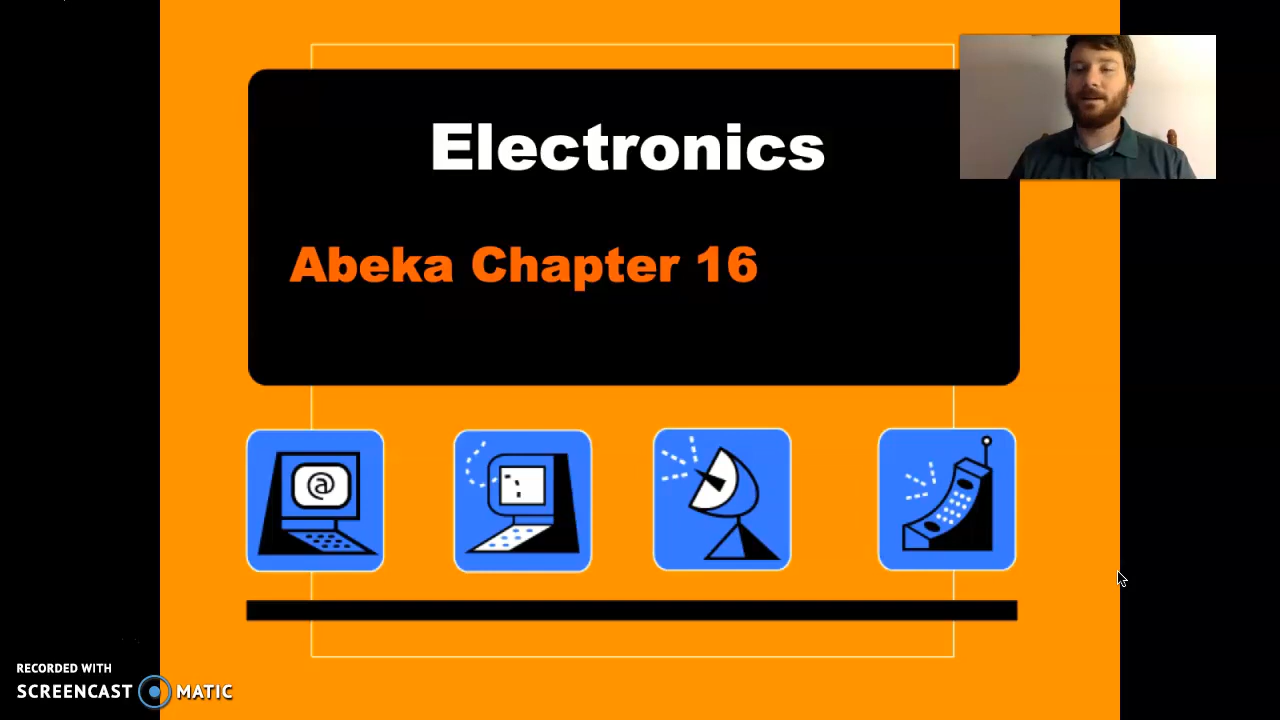 Electronics
Abeka Chapter 16
@
RECORDED WITH
SCREENCAST MATIC